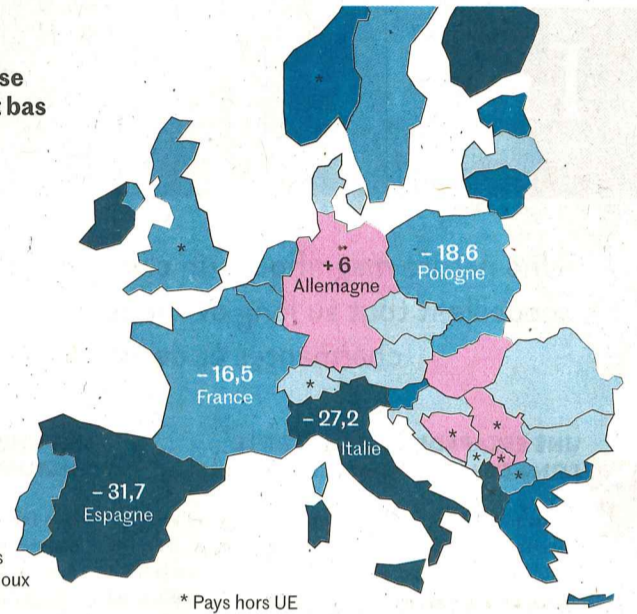 se
bas
*
*
– 18,6
Pologne
+ 6
Allemagne
– 16,5
France
*
– 27,2
Italie
*
*
*
*
*
– 31,7
Espagne
s
oux
* Pays hors UE